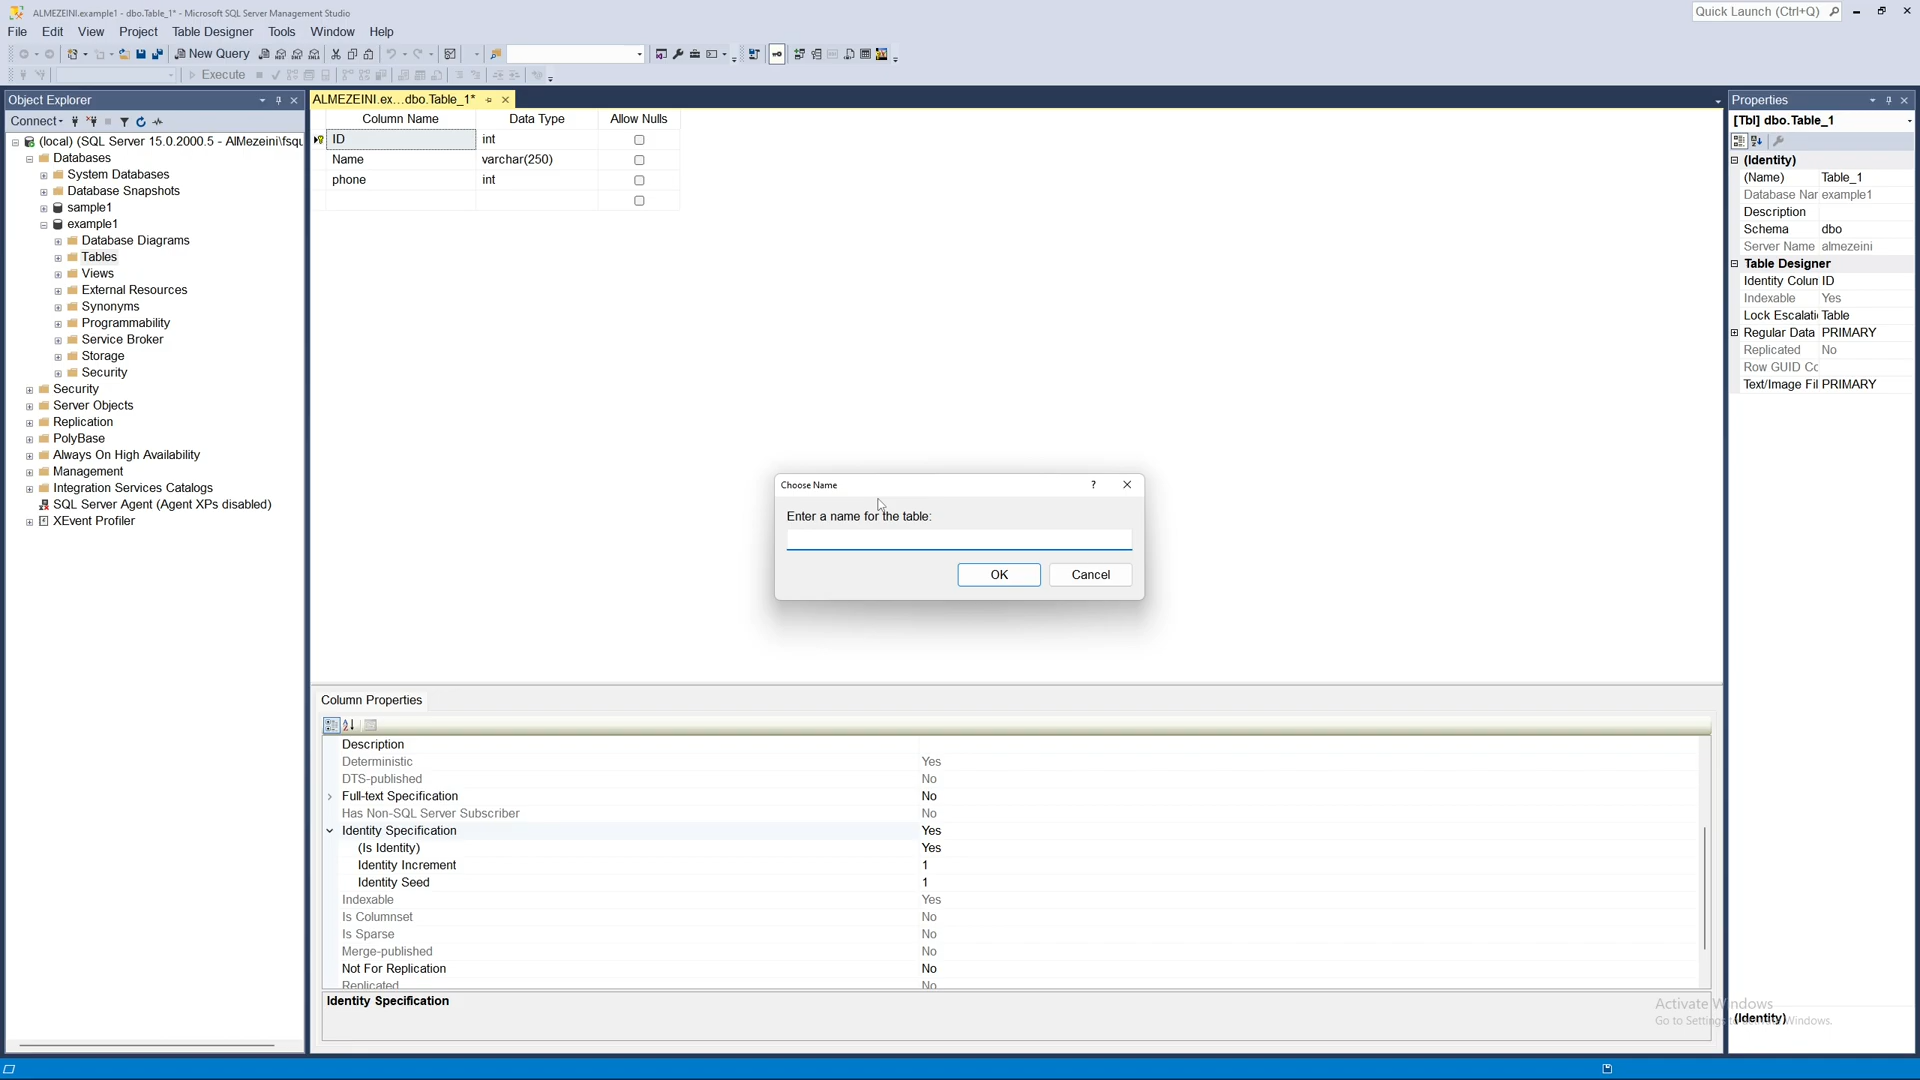 ALMEZEINI.example1 - dbo.Table_1* - Microsoft SQL Server Management Studio
Quick Launch (Ctrl+Q)
File Edit View Project Table Designer Tools Window Help
New Query
Execute
Object Explorer
Connect
(local) (SQL Server 15.0.2000.5 - AlMezeini\fsqu
Databases
System Databases
Database Snapshots
sample1
example1
Database Diagrams
Tables
Views
External Resources
Synonyms
Programmability
Service Broker
Storage
Security
Security
Server Objects
Replication
PolyBase
Always On High Availability
Management
Integration Services Catalogs
SQL Server Agent (Agent XPs disabled)
XEvent Profiler
ALMEZEINI.ex...dbo.Table_1*
Column Name Data Type Allow Nulls
ID int
Name varchar(250)
phone int
Choose Name ?
Enter a name for the table:
OK Cancel
Column Properties
Description
Deterministic Yes
DTS-published No
Full-text Specification No
Has Non-SQL Server Subscriber No
Identity Specification Yes
(Is Identity) Yes
Identity Increment 1
Identity Seed 1
Indexable Yes
Is Columnset No
Is Sparse No
Merge-published No
Not For Replication No
Replicated No
Identity Specification
Properties
[Tbl] dbo.Table_1
(Identity)
(Name) Table_1
Database Nar example1
Description
Schema dbo
Server Name almezeini
Table Designer
Identity Colum ID
Indexable Yes
Lock Escalati Table
Regular Data PRIMARY
Replicated No
Row GUID Cc
Text/Image Fil PRIMARY
Activate Windows
Go to Settings Windows.
(Identity)